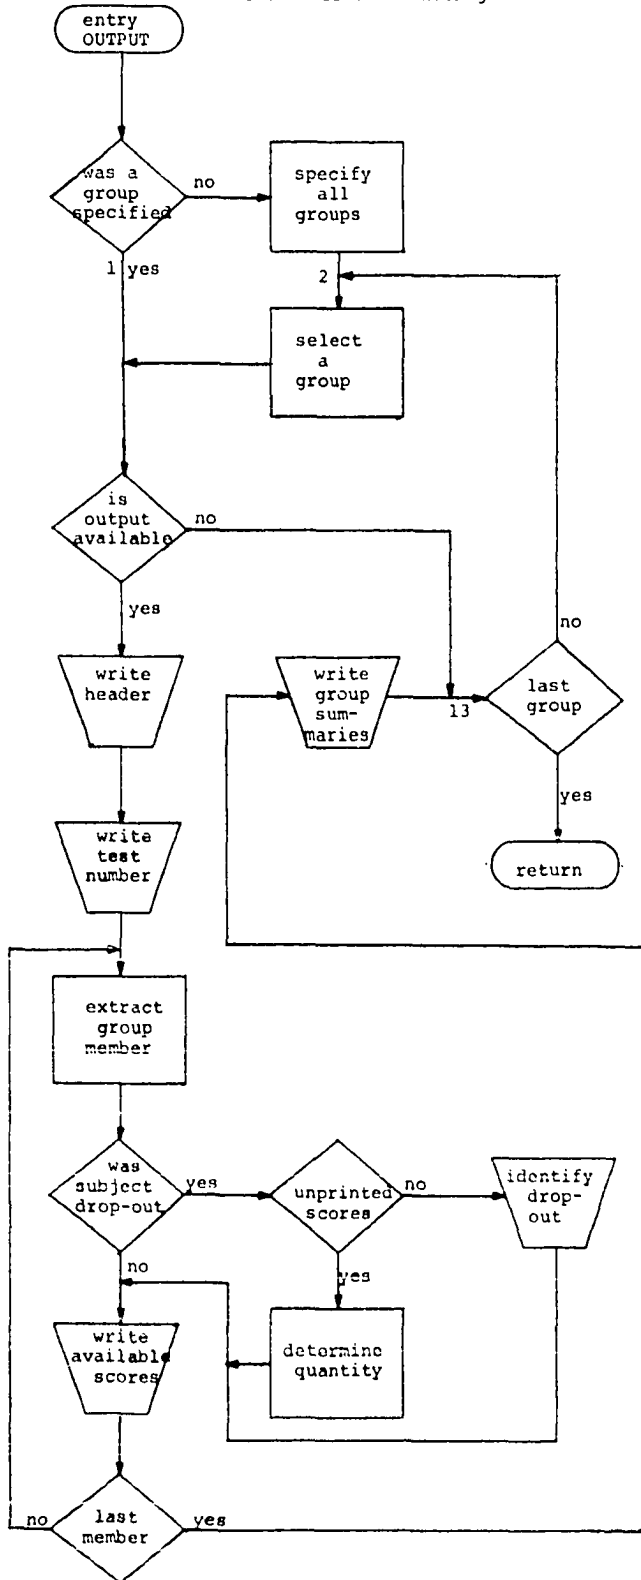 entry
OUTPUT
was a
group
specified
no
specify
all
groups
1 yes
2
select
a
group
is
output
available
no
yes
no
write
header
write
group
sum-
maries
13
last
group
yes
write
test
number
return
extract
group
member
was
subject
drop-out
yes
unprinted
scores
no
identify
drop-
out
no
yes
write
available
scores
determine
quantity
no
last
member
yes